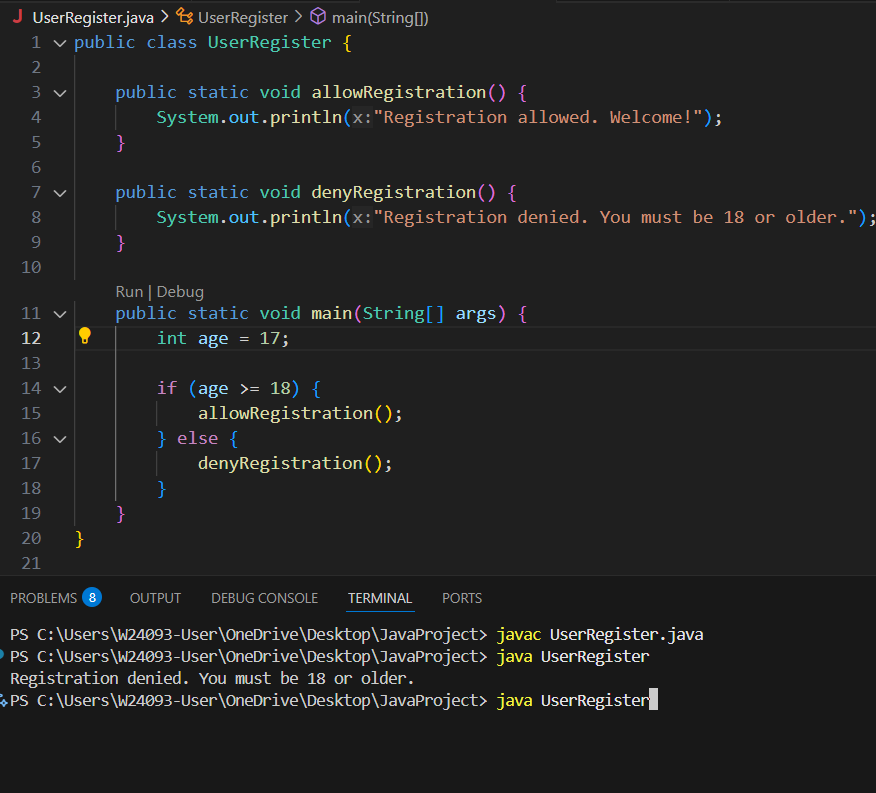 UserRegister.java > UserRegister > main(String[])
1 public class UserRegister {
2
3 public static void allowRegistration() {
4 System.out.println(x:"Registration allowed. Welcome!");
5 }
6
7 public static void denyRegistration() {
8 System.out.println(x:"Registration denied. You must be 18 or older.");
9 }
10
Run | Debug
11 public static void main(String[] args) {
12 int age = 17;
13
14 if (age >= 18) {
15 allowRegistration();
16 } else {
17 denyRegistration();
18 }
19 }
20 }
21
PROBLEMS 8 OUTPUT DEBUG CONSOLE TERMINAL PORTS
PS C:\Users\W24093-User\OneDrive\Desktop\JavaProject> javac UserRegister.java
PS C:\Users\W24093-User\OneDrive\Desktop\JavaProject> java UserRegister
Registration denied. You must be 18 or older.
PS C:\Users\W24093-User\OneDrive\Desktop\JavaProject> java UserRegister